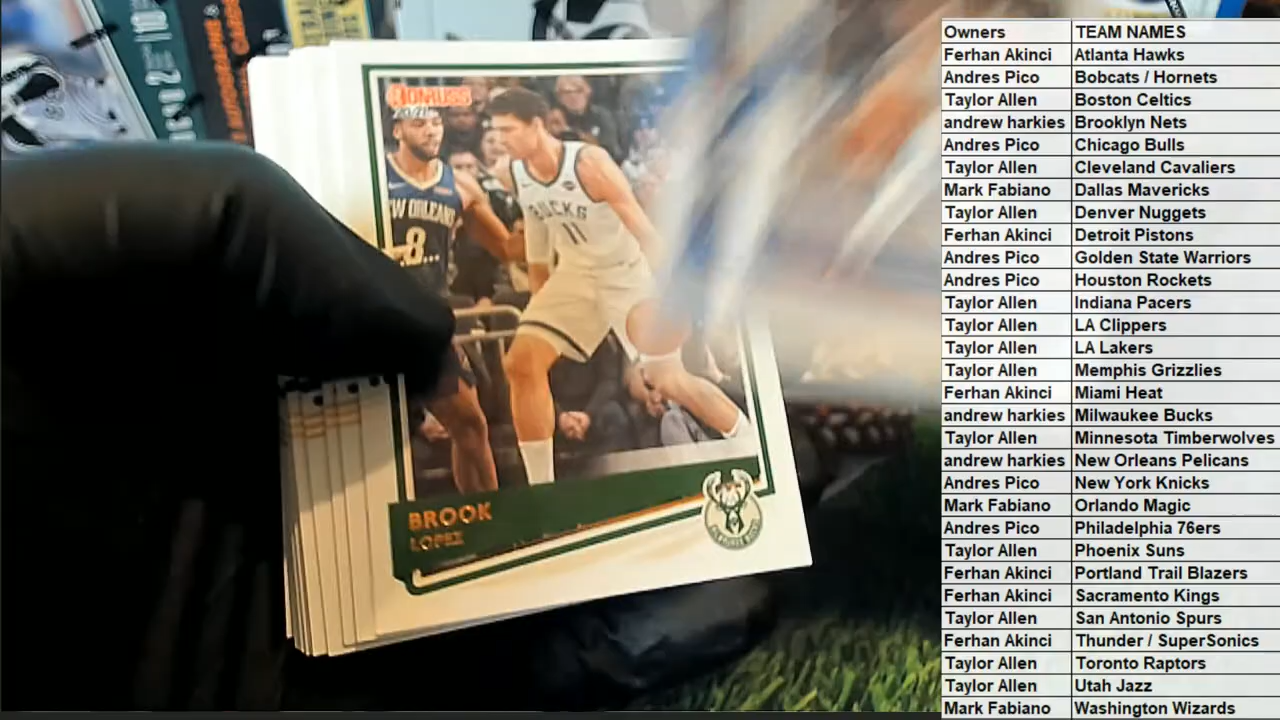 DONRUSS
NEW ORLEANS
8
BUCKS
11
BROOK
LOPEZ
Owners TEAM NAMES
Ferhan Akinci Atlanta Hawks
Andres Pico Bobcats / Hornets
Taylor Allen Boston Celtics
andrew harkies Brooklyn Nets
Andres Pico Chicago Bulls
Taylor Allen Cleveland Cavaliers
Mark Fabiano Dallas Mavericks
Taylor Allen Denver Nuggets
Ferhan Akinci Detroit Pistons
Andres Pico Golden State Warriors
Andres Pico Houston Rockets
Taylor Allen Indiana Pacers
Taylor Allen LA Clippers
Taylor Allen LA Lakers
Taylor Allen Memphis Grizzlies
Ferhan Akinci Miami Heat
andrew harkies Milwaukee Bucks
Taylor Allen Minnesota Timberwolves
andrew harkies New Orleans Pelicans
Andres Pico New York Knicks
Mark Fabiano Orlando Magic
Andres Pico Philadelphia 76ers
Taylor Allen Phoenix Suns
Ferhan Akinci Portland Trail Blazers
Ferhan Akinci Sacramento Kings
Taylor Allen San Antonio Spurs
Ferhan Akinci Thunder / SuperSonics
Taylor Allen Toronto Raptors
Taylor Allen Utah Jazz
Mark Fabiano Washington Wizards